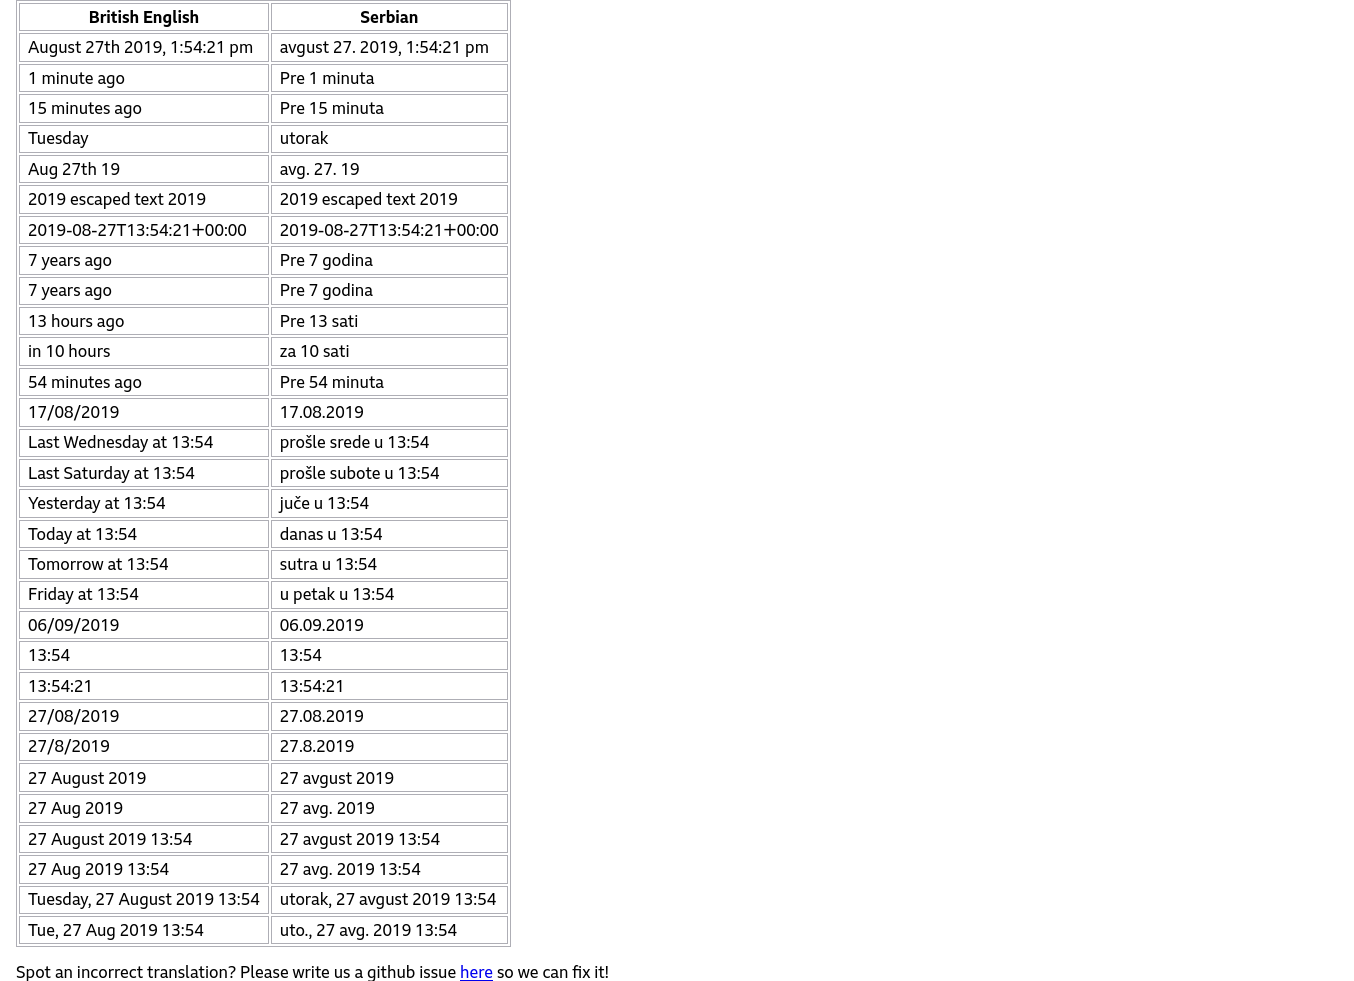 British English Serbian
August 27th 2019, 1:54:21 pm avgust 27. 2019, 1:54:21 pm
1 minute ago Pre 1 minuta
15 minutes ago Pre 15 minuta
Tuesday utorak
Aug 27th 19 avg. 27. 19
2019 escaped text 2019 2019 escaped text 2019
2019-08-27T13:54:21+00:00 2019-08-27T13:54:21+00:00
7 years ago Pre 7 godina
7 years ago Pre 7 godina
13 hours ago Pre 13 sati
in 10 hours za 10 sati
54 minutes ago Pre 54 minuta
17/08/2019 17.08.2019
Last Wednesday at 13:54 prošle srede u 13:54
Last Saturday at 13:54 prošle subote u 13:54
Yesterday at 13:54 juče u 13:54
Today at 13:54 danas u 13:54
Tomorrow at 13:54 sutra u 13:54
Friday at 13:54 u petak u 13:54
06/09/2019 06.09.2019
13:54 13:54
13:54:21 13:54:21
27/08/2019 27.08.2019
27/8/2019 27.8.2019
27 August 2019 27 avgust 2019
27 Aug 2019 27 avg. 2019
27 August 2019 13:54 27 avgust 2019 13:54
27 Aug 2019 13:54 27 avg. 2019 13:54
Tuesday, 27 August 2019 13:54 utorak, 27 avgust 2019 13:54
Tue, 27 Aug 2019 13:54 uto., 27 avg. 2019 13:54
Spot an incorrect translation? Please write us a github issue here so we can fix it!